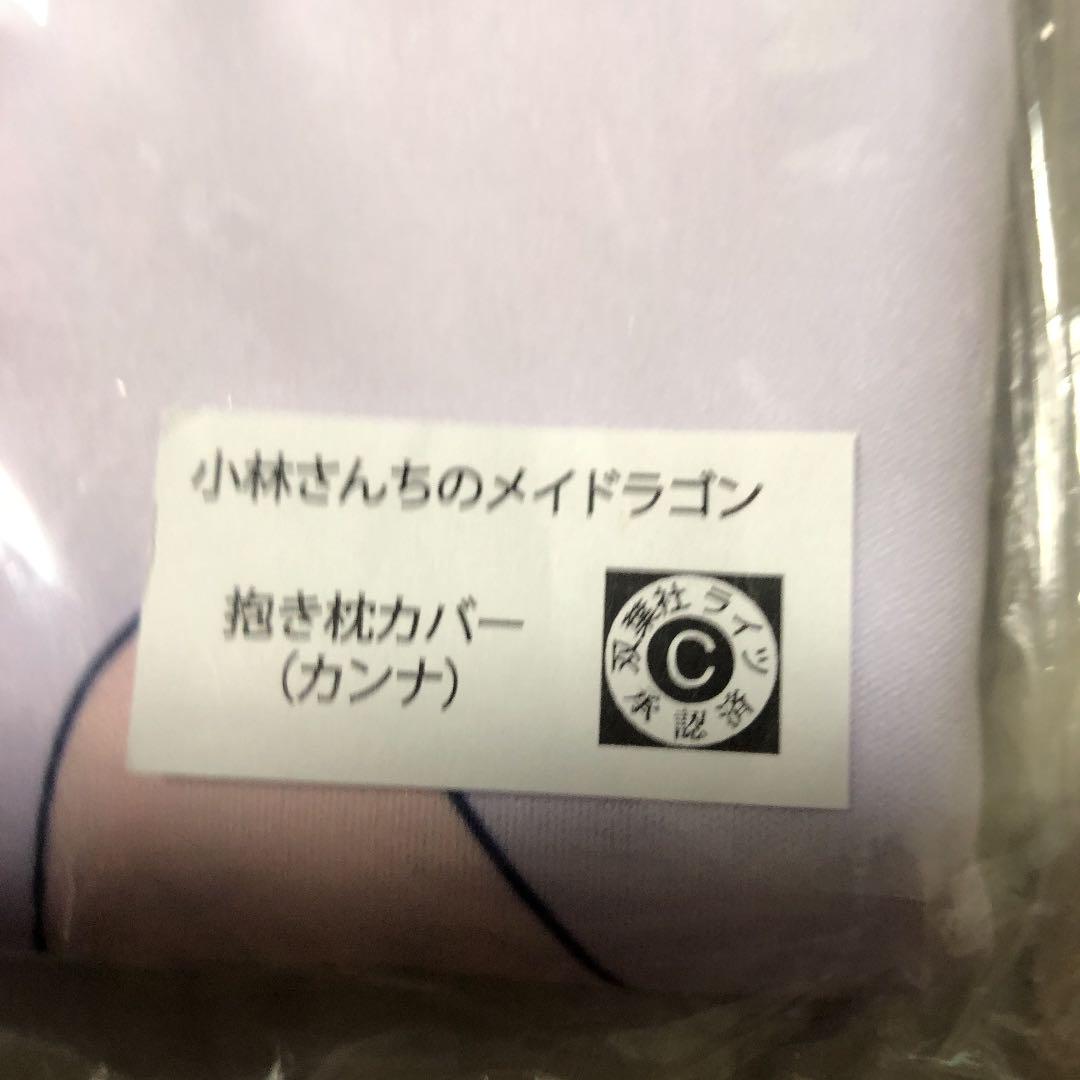 小林さんちのメイドラゴン
抱き枕カバー
(カンナ)
双葉社ライツ
承認済
C